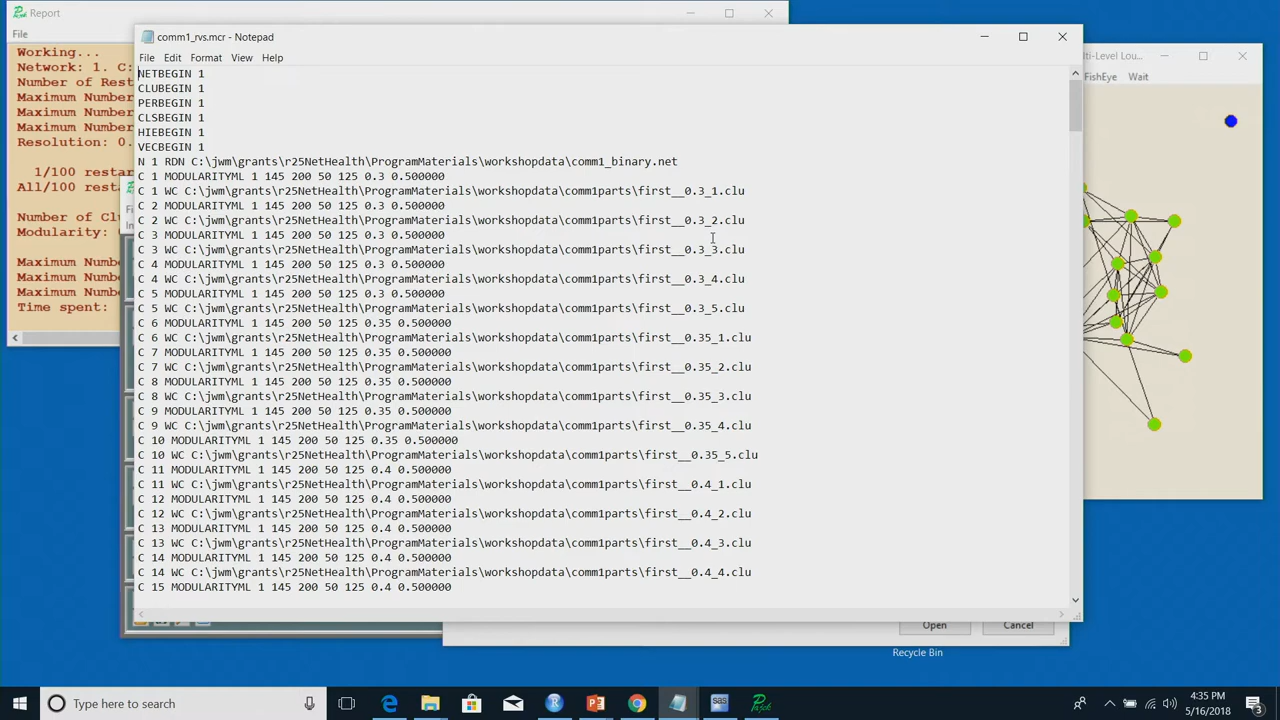 Report
File
Working...
Network: 1. C:
Number of Rest
Maximum Number
Maximum Number
Maximum Number
Resolution: 0.
1/100 restar
All/100 resta
Number of Clu
Modularity:
Maximum Number
Maximum Number
Maximum Number
Time spent:
comm1_rvs.mcr - Notepad
File Edit Format View Help
NETBEGIN 1
CLUBEGIN 1
PERBEGIN 1
CLSBEGIN 1
HIEBEGIN 1
VECBEGIN 1
N 1 RDN C:\jwm\grants\r25NetHealth\ProgramMaterials\workshopdata\comm1_binary.net
C 1 MODULARITYML 1 145 200 50 125 0.3 0.500000
C 1 WC C:\jwm\grants\r25NetHealth\ProgramMaterials\workshopdata\comm1parts\first__0.3_1.clu
C 2 MODULARITYML 1 145 200 50 125 0.3 0.500000
C 2 WC C:\jwm\grants\r25NetHealth\ProgramMaterials\workshopdata\comm1parts\first__0.3_2.clu
C 3 MODULARITYML 1 145 200 50 125 0.3 0.500000
C 3 WC C:\jwm\grants\r25NetHealth\ProgramMaterials\workshopdata\comm1parts\first__0.3_3.clu
C 4 MODULARITYML 1 145 200 50 125 0.3 0.500000
C 4 WC C:\jwm\grants\r25NetHealth\ProgramMaterials\workshopdata\comm1parts\first__0.3_4.clu
C 5 MODULARITYML 1 145 200 50 125 0.3 0.500000
C 5 WC C:\jwm\grants\r25NetHealth\ProgramMaterials\workshopdata\comm1parts\first__0.3_5.clu
C 6 MODULARITYML 1 145 200 50 125 0.35 0.500000
C 6 WC C:\jwm\grants\r25NetHealth\ProgramMaterials\workshopdata\comm1parts\first__0.35_1.clu
C 7 MODULARITYML 1 145 200 50 125 0.35 0.500000
C 7 WC C:\jwm\grants\r25NetHealth\ProgramMaterials\workshopdata\comm1parts\first__0.35_2.clu
C 8 MODULARITYML 1 145 200 50 125 0.35 0.500000
C 8 WC C:\jwm\grants\r25NetHealth\ProgramMaterials\workshopdata\comm1parts\first__0.35_3.clu
C 9 MODULARITYML 1 145 200 50 125 0.35 0.500000
C 9 WC C:\jwm\grants\r25NetHealth\ProgramMaterials\workshopdata\comm1parts\first__0.35_4.clu
C 10 MODULARITYML 1 145 200 50 125 0.35 0.500000
C 10 WC C:\jwm\grants\r25NetHealth\ProgramMaterials\workshopdata\comm1parts\first__0.35_5.clu
C 11 MODULARITYML 1 145 200 50 125 0.4 0.500000
C 11 WC C:\jwm\grants\r25NetHealth\ProgramMaterials\workshopdata\comm1parts\first__0.4_1.clu
C 12 MODULARITYML 1 145 200 50 125 0.4 0.500000
C 12 WC C:\jwm\grants\r25NetHealth\ProgramMaterials\workshopdata\comm1parts\first__0.4_2.clu
C 13 MODULARITYML 1 145 200 50 125 0.4 0.500000
C 13 WC C:\jwm\grants\r25NetHealth\ProgramMaterials\workshopdata\comm1parts\first__0.4_3.clu
C 14 MODULARITYML 1 145 200 50 125 0.4 0.500000
C 14 WC C:\jwm\grants\r25NetHealth\ProgramMaterials\workshopdata\comm1parts\first__0.4_4.clu
C 15 MODULARITYML 1 145 200 50 125 0.4 0.500000
lti-Level Lou...
FishEye Wait
Open Cancel
Recycle Bin
Type here to search
4:35 PM
5/16/2018
3